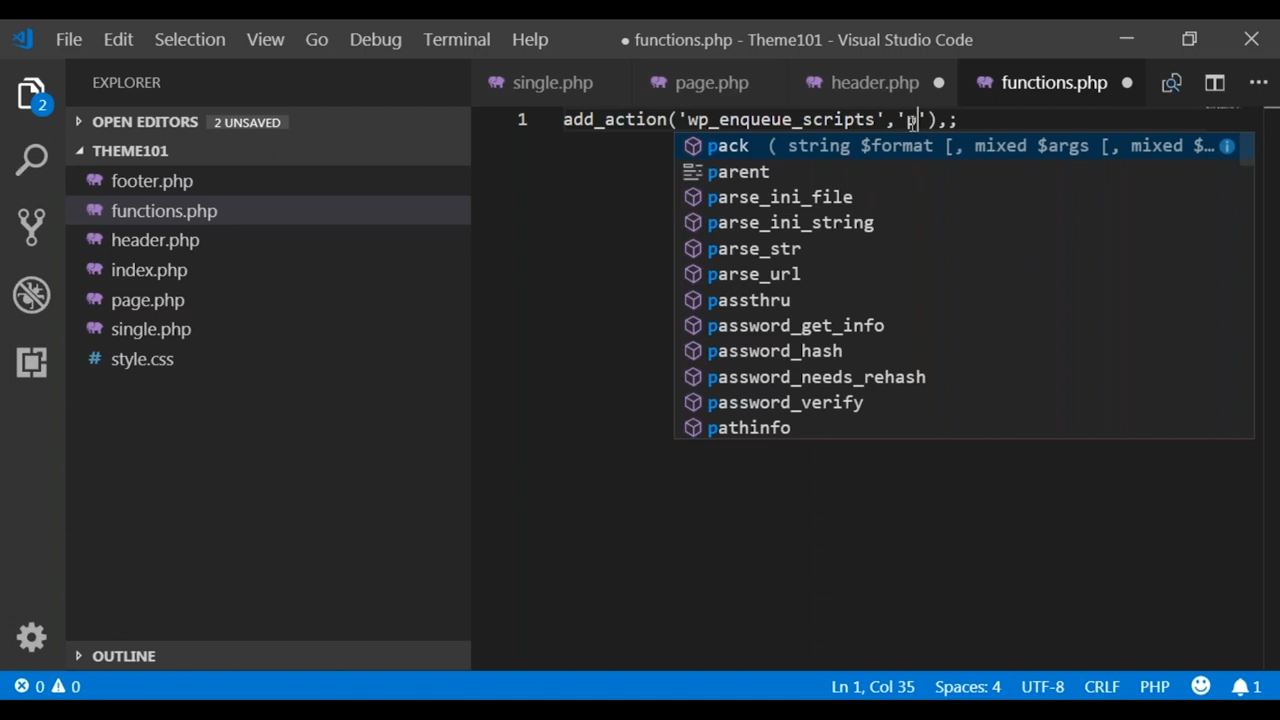 File Edit Selection View Go Debug Terminal Help ● functions.php - Theme101 - Visual Studio Code
EXPLORER
single.php page.php header.php functions.php
OPEN EDITORS 2 UNSAVED
THEME101
footer.php
functions.php
header.php
index.php
page.php
single.php
style.css
OUTLINE
2
1 add_action('wp_enqueue_scripts','p'),;
pack ( string $format [, mixed $args [, mixed $...
parent
parse_ini_file
parse_ini_string
parse_str
parse_url
passthru
password_get_info
password_hash
password_needs_rehash
password_verify
pathinfo
0 0 Ln 1, Col 35 Spaces: 4 UTF-8 CRLF PHP 1